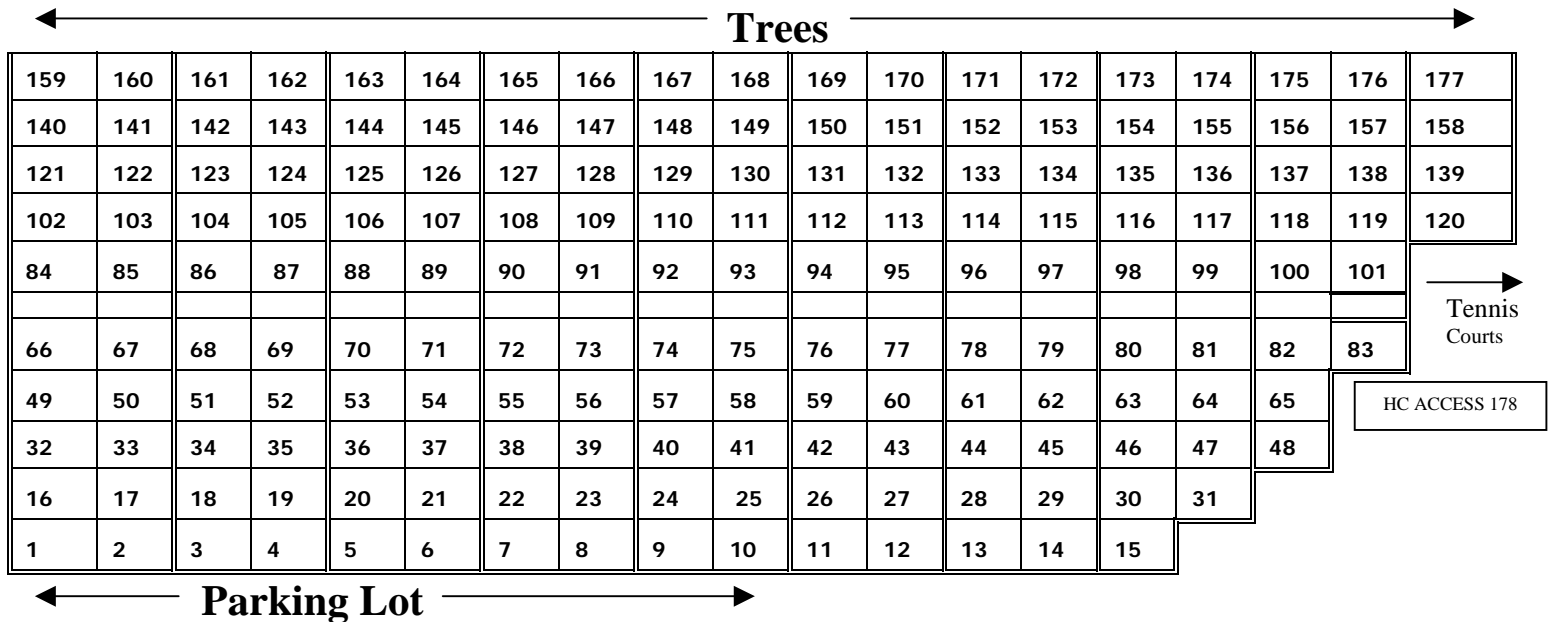 Trees
159 160 161 162 163 164 165 166 167 168 169 170 171 172 173 174 175 176 177
140 141 142 143 144 145 146 147 148 149 150 151 152 153 154 155 156 157 158
121 122 123 124 125 126 127 128 129 130 131 132 133 134 135 136 137 138 139
102 103 104 105 106 107 108 109 110 111 112 113 114 115 116 117 118 119 120
84 85 86 87 88 89 90 91 92 93 94 95 96 97 98 99 100 101
Tennis
Courts
66 67 68 69 70 71 72 73 74 75 76 77 78 79 80 81 82 83
49 50 51 52 53 54 55 56 57 58 59 60 61 62 63 64 65
HC ACCESS 178
32 33 34 35 36 37 38 39 40 41 42 43 44 45 46 47 48
16 17 18 19 20 21 22 23 24 25 26 27 28 29 30 31
1 2 3 4 5 6 7 8 9 10 11 12 13 14 15
Parking Lot